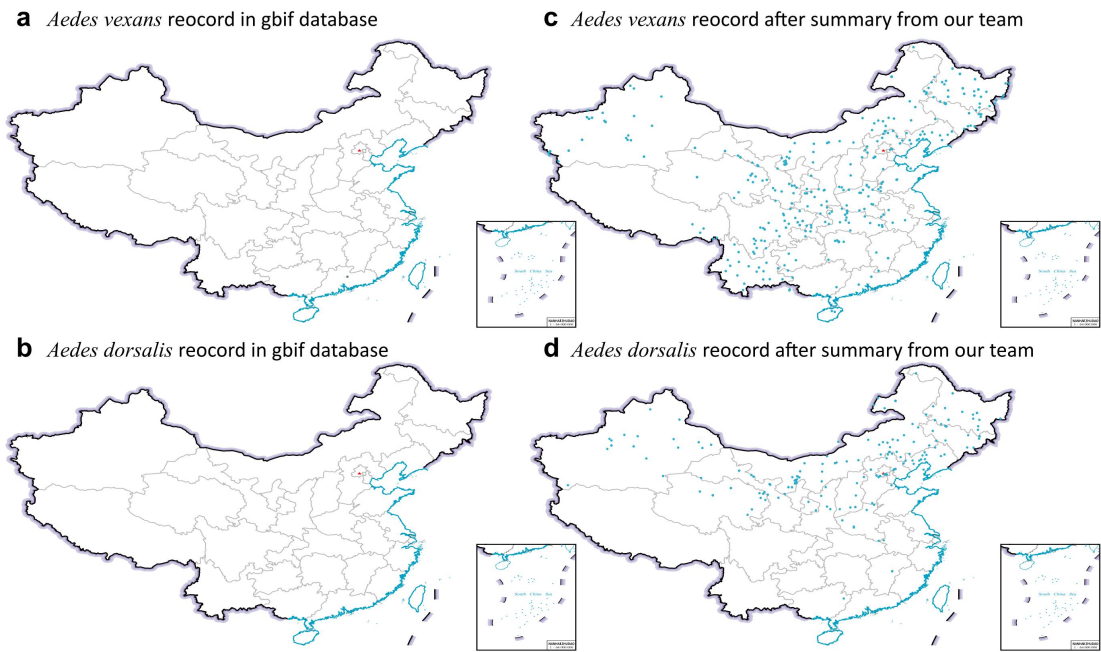 a Aedes vexans reocord in gbif database
c Aedes vexans reocord after summary from our team
South China Sea
South China Sea
b Aedes dorsalis reocord in gbif database
d Aedes dorsalis reocord after summary from our team
South China Sea
South China Sea